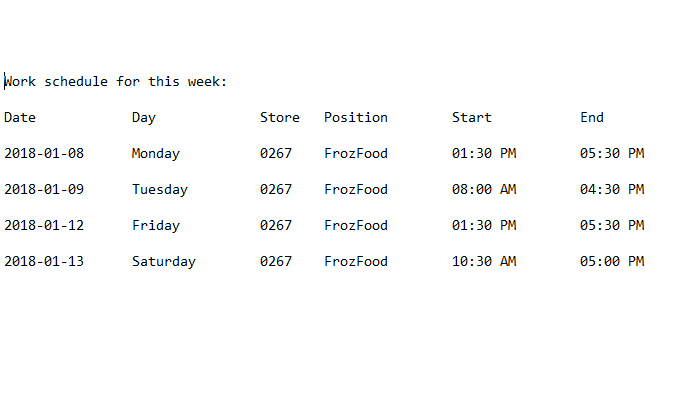 Work schedule for this week:
Date Day Store Position Start End
2018-01-08 Monday 0267 FrozFood 01:30 PM 05:30 PM
2018-01-09 Tuesday 0267 FrozFood 08:00 AM 04:30 PM
2018-01-12 Friday 0267 FrozFood 01:30 PM 05:30 PM
2018-01-13 Saturday 0267 FrozFood 10:30 AM 05:00 PM